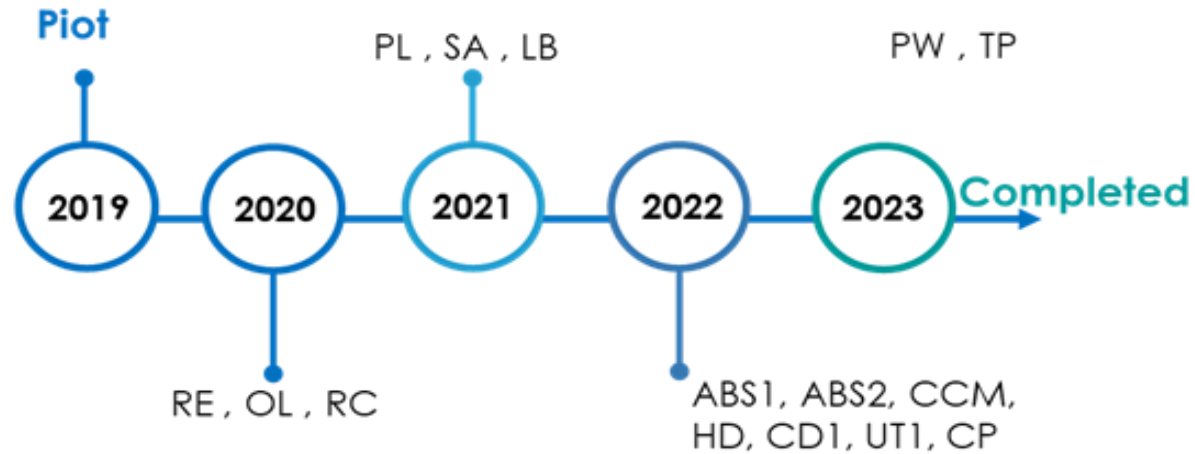 Piot
PL , SA , LB
PW , TP
2019
2020
2021
2022
2023
Completed
RE , OL , RC
ABS1, ABS2, CCM,
HD, CD1, UT1, CP